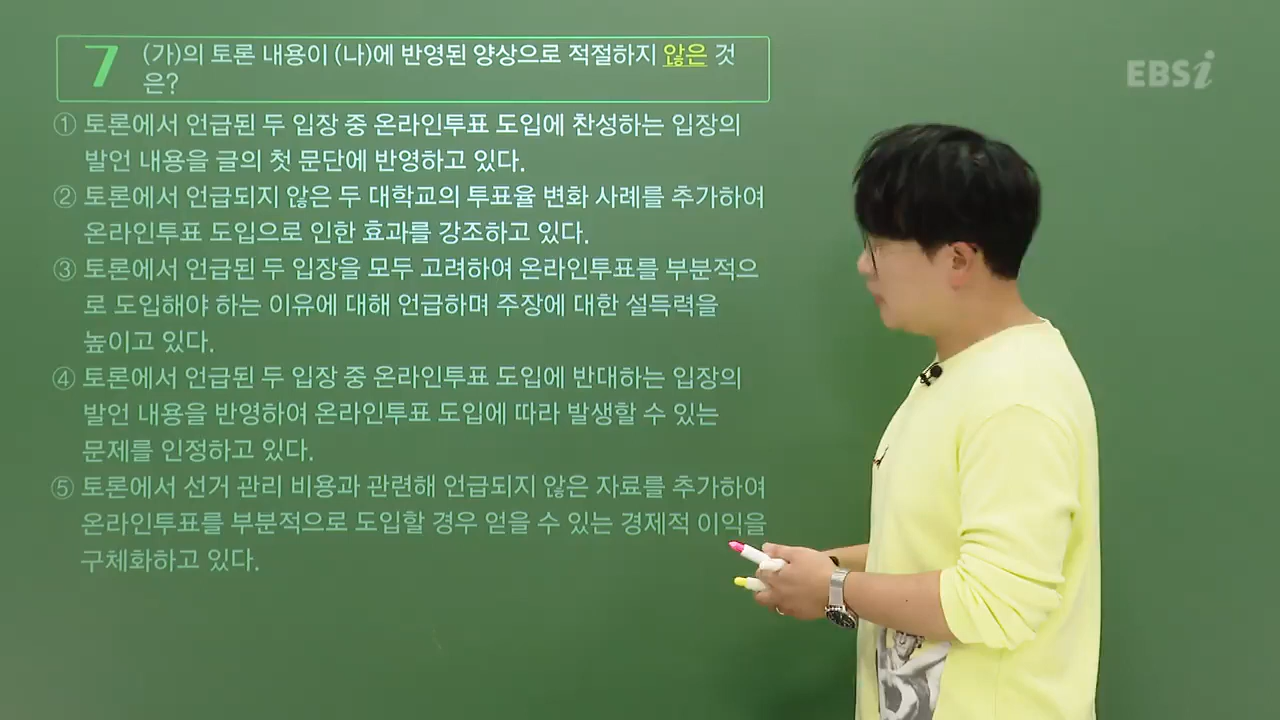 7 (가)의 토론 내용이 (나)에 반영된 양상으로 적절하지 않은 것
은?
EBSi
① 토론에서 언급된 두 입장 중 온라인투표 도입에 찬성하는 입장의
발언 내용을 글의 첫 문단에 반영하고 있다.
② 토론에서 언급되지 않은 두 대학교의 투표율 변화 사례를 추가하여
온라인투표 도입으로 인한 효과를 강조하고 있다.
③ 토론에서 언급된 두 입장을 모두 고려하여 온라인투표를 부분적으
로 도입해야 하는 이유에 대해 언급하며 주장에 대한 설득력을
높이고 있다.
④ 토론에서 언급된 두 입장 중 온라인투표 도입에 반대하는 입장의
발언 내용을 반영하여 온라인투표 도입에 따라 발생할 수 있는
문제를 인정하고 있다.
⑤ 토론에서 선거 관리 비용과 관련해 언급되지 않은 자료를 추가하여
온라인투표를 부분적으로 도입할 경우 얻을 수 있는 경제적 이익을
구체화하고 있다.